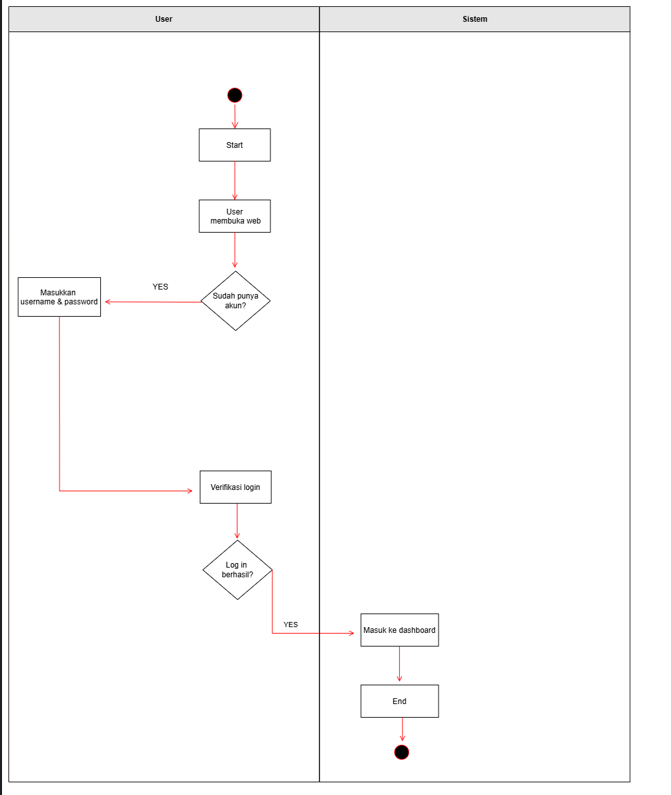 User
Sistem
Start
User
membuka web
Sudah punya
akun?
YES
Masukkan
username & password
Verifikasi login
Log in
berhasil?
YES
Masuk ke dashboard
End